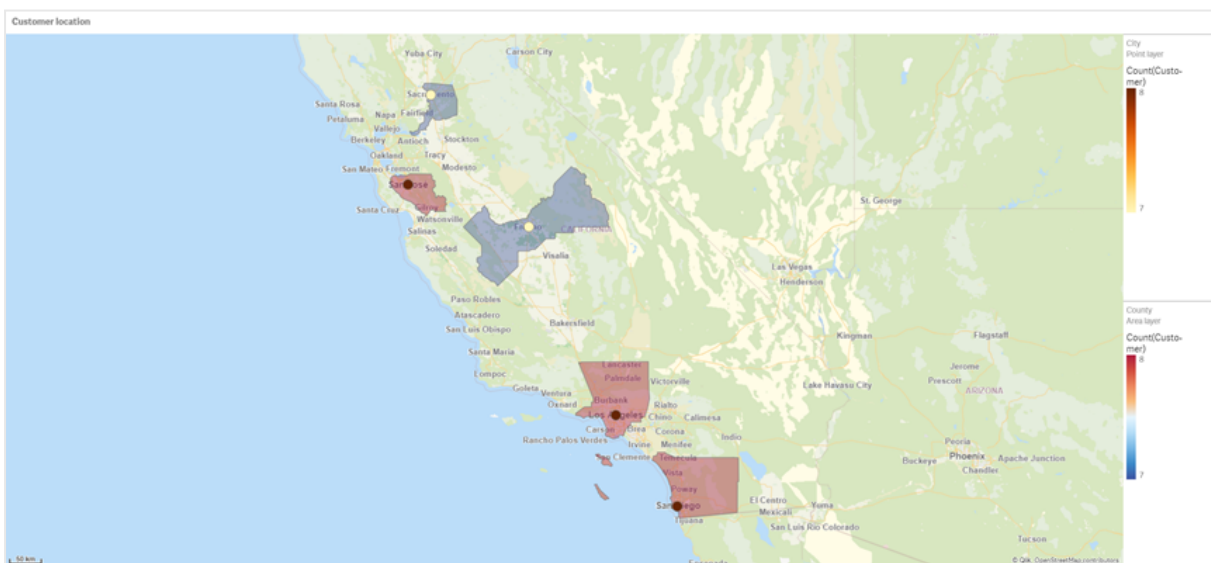 Customer location
Yuba City
Carson City
Santa Rosa
Napa
Fairfield
Petaluma
Vallejo
Berkeley
Antioch
Stockton
Oakland
Tracy
San Mateo
Fremont
Modesto
Gilroy
Santa Cruz
Watsonville
Salinas
CALIFORNIA
Soledad
Visalia
St. George
Las Vegas
Henderson
Paso Robles
Atascadero
San Luis Obispo
Bakersfield
Kingman
Flagstaff
Santa Maria
Lompoc
Lancaster
Palmdale
Victorville
Goleta
Ventura
Oxnard
Burbank
Rialto
Lake Havasu City
Jerome
Prescott
ARIZONA
Los Angeles
Chino
Calimesa
Carson
Brea
Corona
Rancho Palos Verdes
Irvine
Menifee
Indio
Peoria
San Clemente
Temecula
Buckeye
Phoenix
Apache Junction
Chandler
Vista
Poway
El Centro
Yuma
Tijuana
Mexicali
San Luis Rio Colorado
Tucson
Ensenada
50 km
© Qlik, OpenStreetMap contributors
City
Point layer
Count(Custo-
mer)
8
7
County
Area layer
Count(Custo-
mer)
8
7